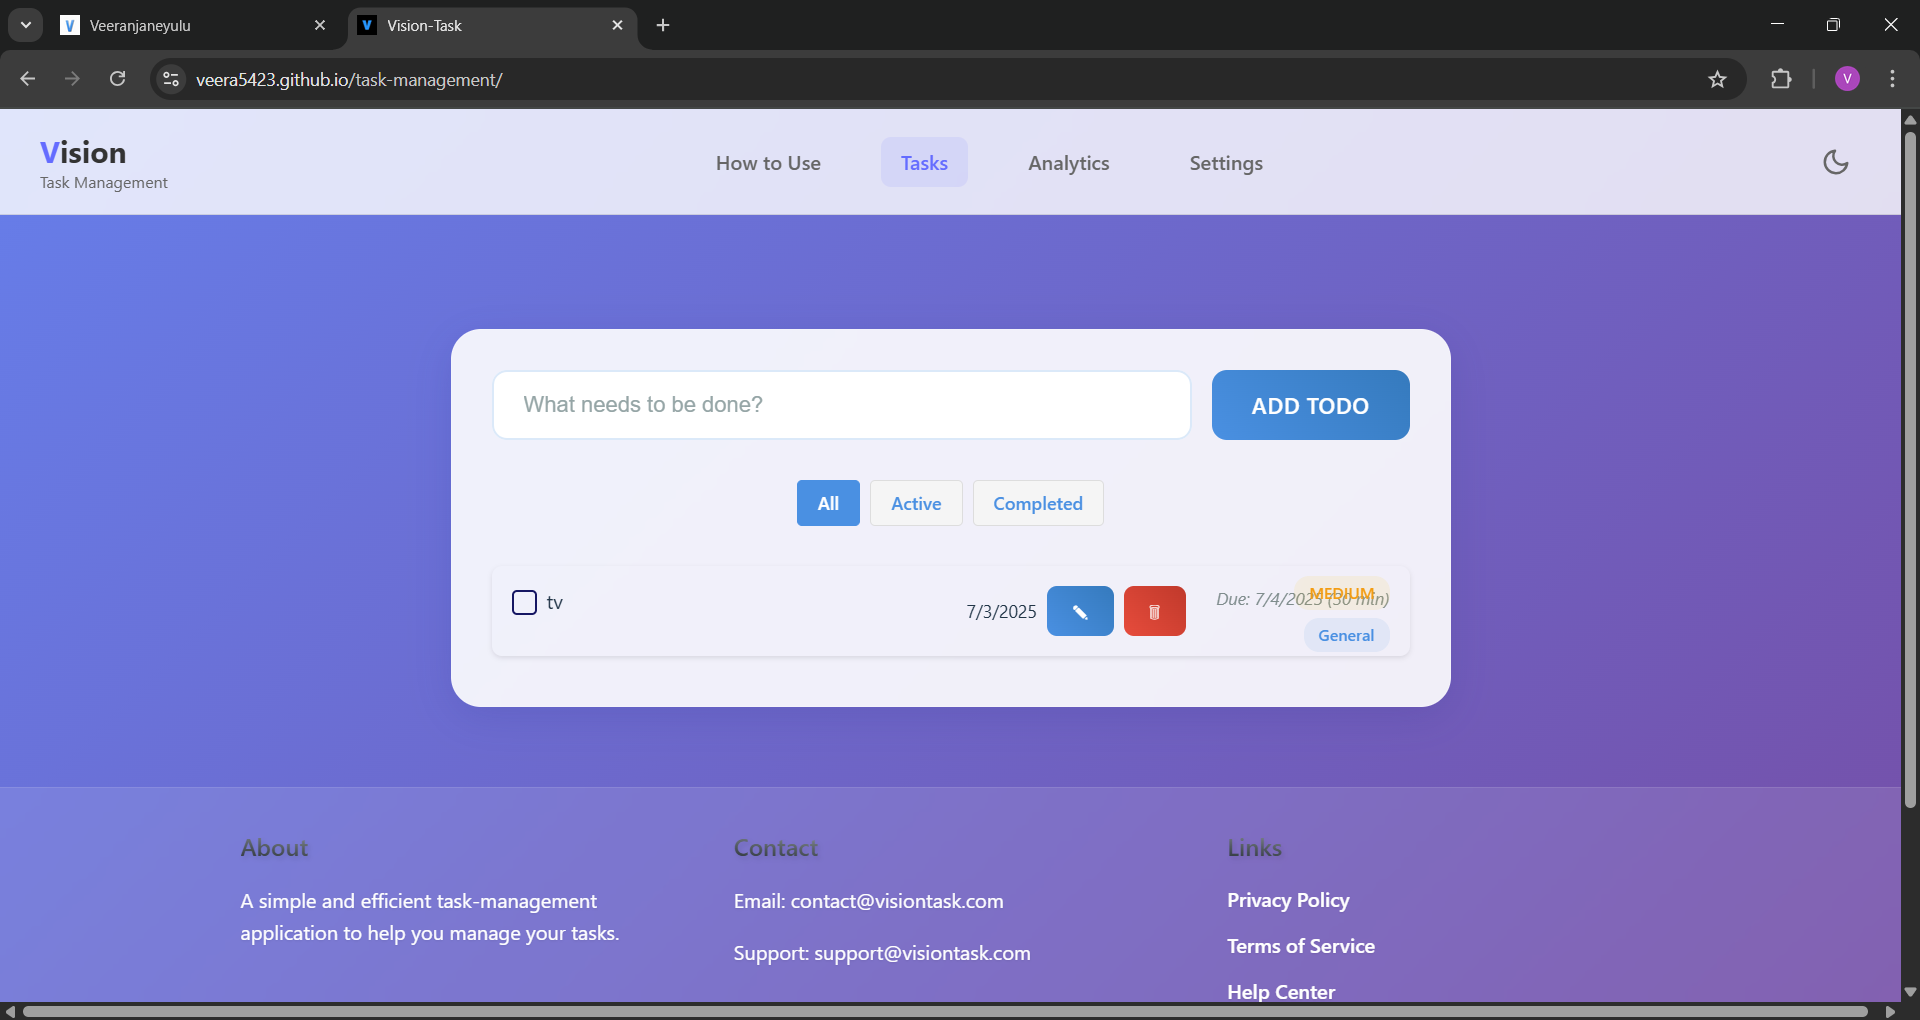 Veeranjaneyulu
Vision-Task
veera5423.github.io/task-management/
V
Vision
Task Management
How to Use
Tasks
Analytics
Settings
What needs to be done?
ADD TODO
All
Active
Completed
tv
7/3/2025
MEDIUM
Due: 7/4/2025 (30 min)
General
About
A simple and efficient task-management
application to help you manage your tasks.
Contact
Email: contact@visiontask.com
Support: support@visiontask.com
Links
Privacy Policy
Terms of Service
Help Center